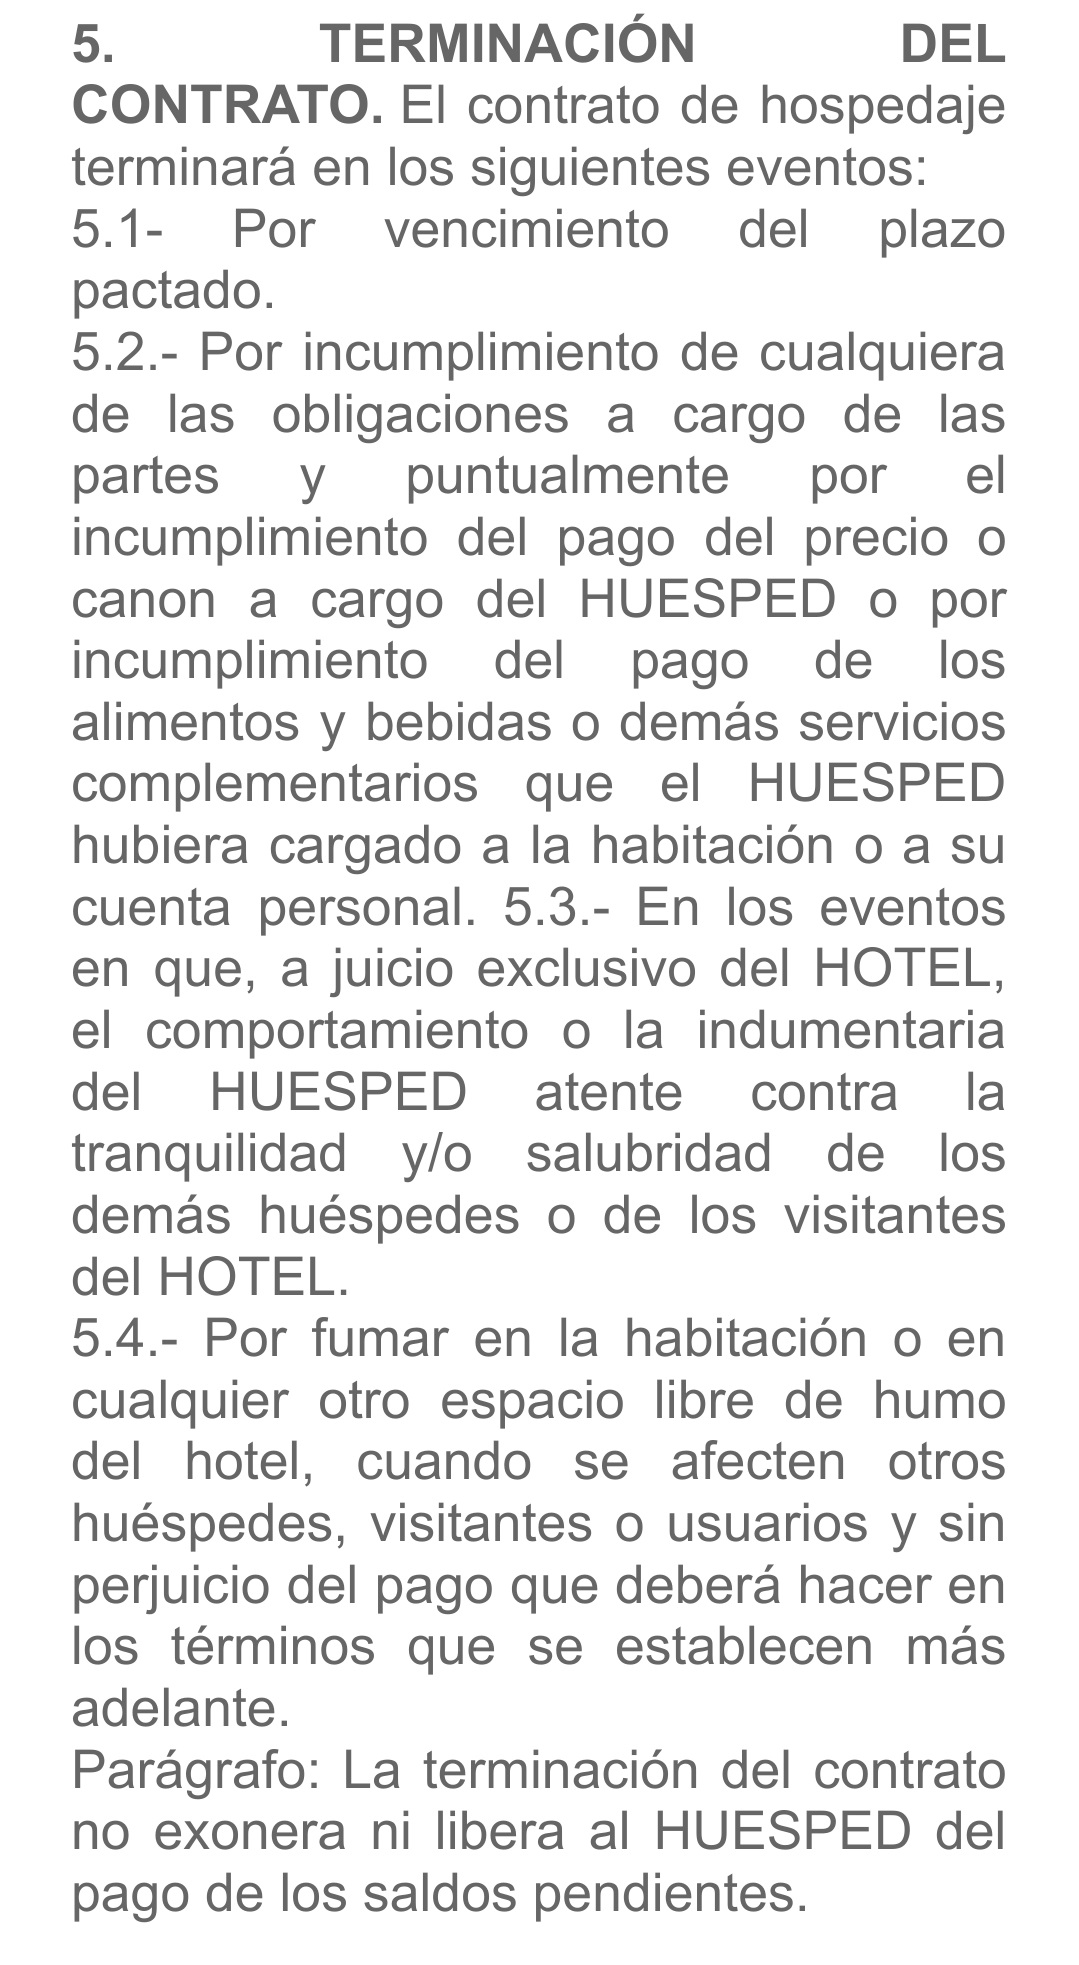 5. TERMINACIÓN DEL
CONTRATO. El contrato de hospedaje
terminará en los siguientes eventos:
5.1- Por vencimiento del plazo
pactado.
5.2.- Por incumplimiento de cualquiera
de las obligaciones a cargo de las
partes y puntualmente por el
incumplimiento del pago del precio o
canon a cargo del HUESPED o por
incumplimiento del pago de los
alimentos y bebidas o demás servicios
complementarios que el HUESPED
hubiera cargado a la habitación o a su
cuenta personal. 5.3.- En los eventos
en que, a juicio exclusivo del HOTEL,
el comportamiento o la indumentaria
del HUESPED atente contra la
tranquilidad y/o salubridad de los
demás huéspedes o de los visitantes
del HOTEL.
5.4.- Por fumar en la habitación o en
cualquier otro espacio libre de humo
del hotel, cuando se afecten otros
huéspedes, visitantes o usuarios y sin
perjuicio del pago que deberá hacer en
los términos que se establecen más
adelante.
Parágrafo: La terminación del contrato
no exonera ni libera al HUESPED del
pago de los saldos pendientes.